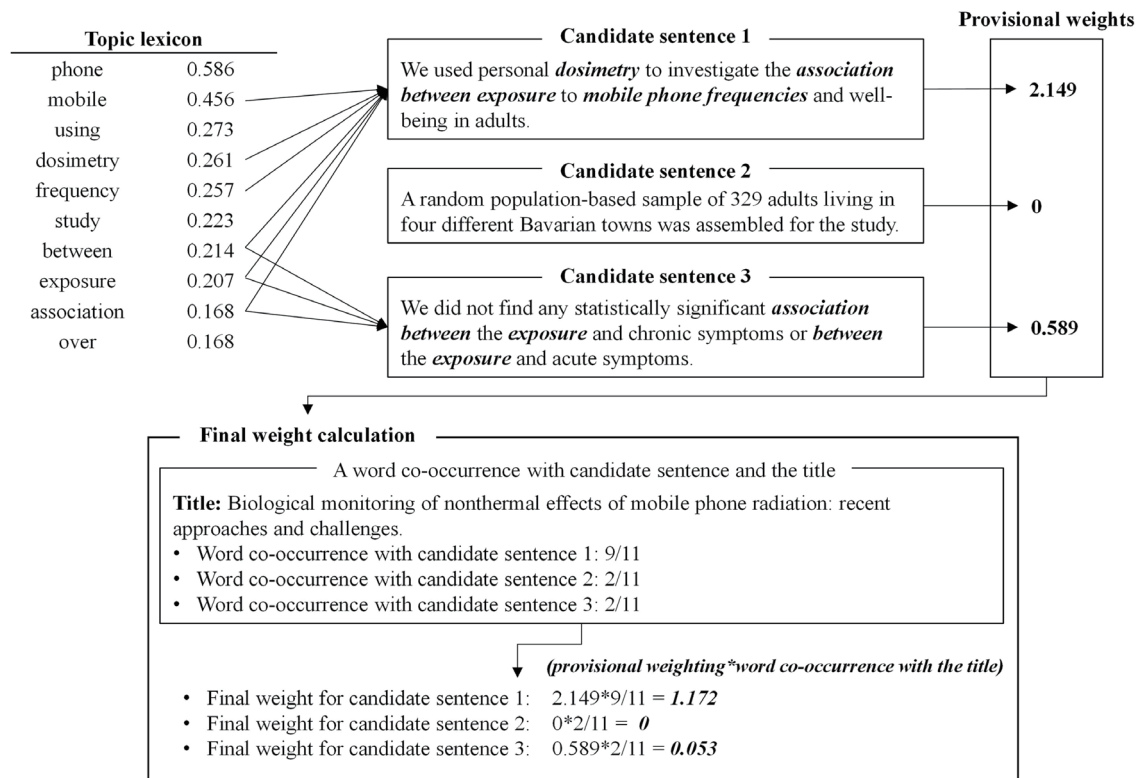 Topic lexicon
phone 0.586
mobile 0.456
using 0.273
dosimetry 0.261
frequency 0.257
study 0.223
between 0.214
exposure 0.207
association 0.168
over 0.168
Candidate sentence 1
We used personal dosimetry to investigate the association
between exposure to mobile phone frequencies and well-
being in adults.
Candidate sentence 2
A random population-based sample of 329 adults living in
four different Bavarian towns was assembled for the study.
Candidate sentence 3
We did not find any statistically significant association
between the exposure and chronic symptoms or between
the exposure and acute symptoms.
Provisional weights
2.149
0
0.589
Final weight calculation
A word co-occurrence with candidate sentence and the title
Title: Biological monitoring of nonthermal effects of mobile phone radiation: recent
approaches and challenges.
• Word co-occurrence with candidate sentence 1: 9/11
• Word co-occurrence with candidate sentence 2: 2/11
• Word co-occurrence with candidate sentence 3: 2/11
(provisional weighting*word co-occurrence with the title)
• Final weight for candidate sentence 1: 2.149*9/11 = 1.172
• Final weight for candidate sentence 2: 0*2/11 = 0
• Final weight for candidate sentence 3: 0.589*2/11 = 0.053